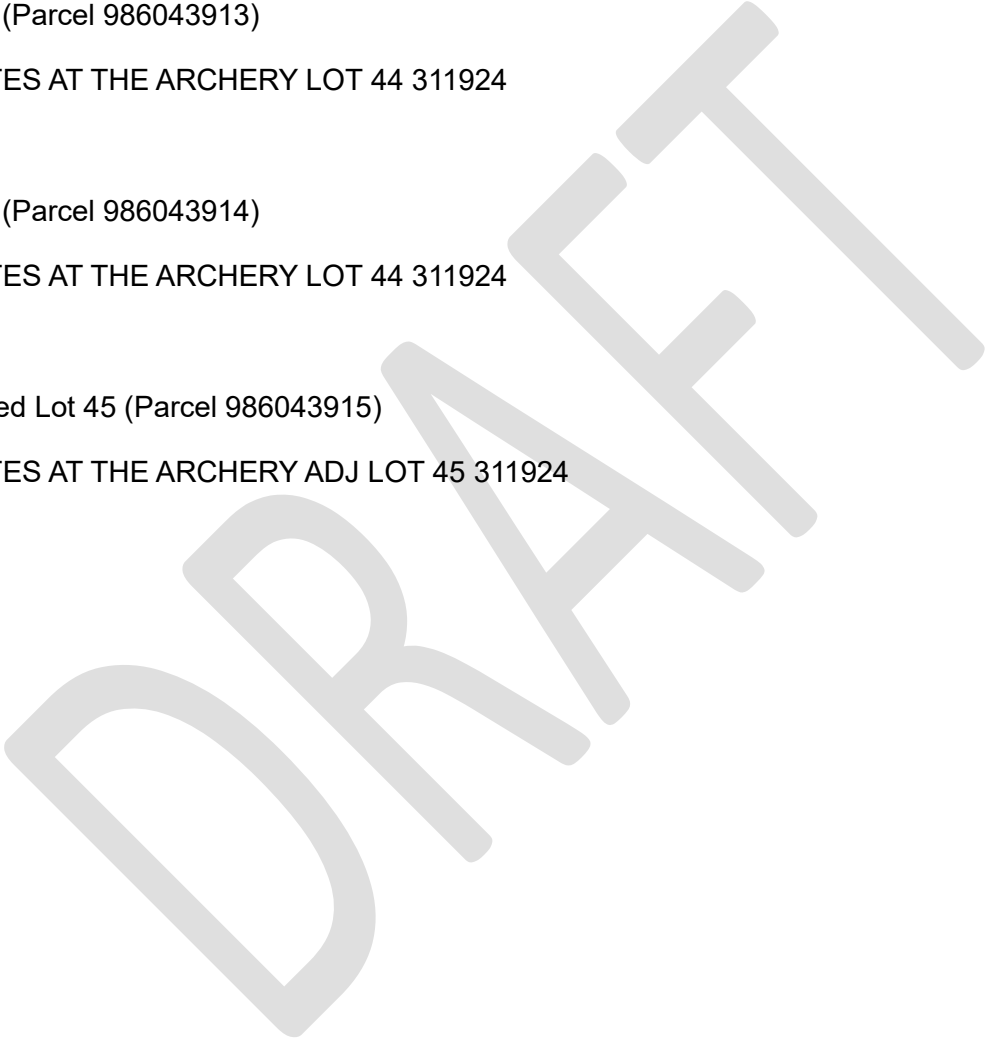 (Parcel 986043913)
TES AT THE ARCHERY LOT 44 311924
(Parcel 986043914)
TES AT THE ARCHERY LOT 44 311924
ed Lot 45 (Parcel 986043915)
TES AT THE ARCHERY ADJ LOT 45 311924
DRAFT